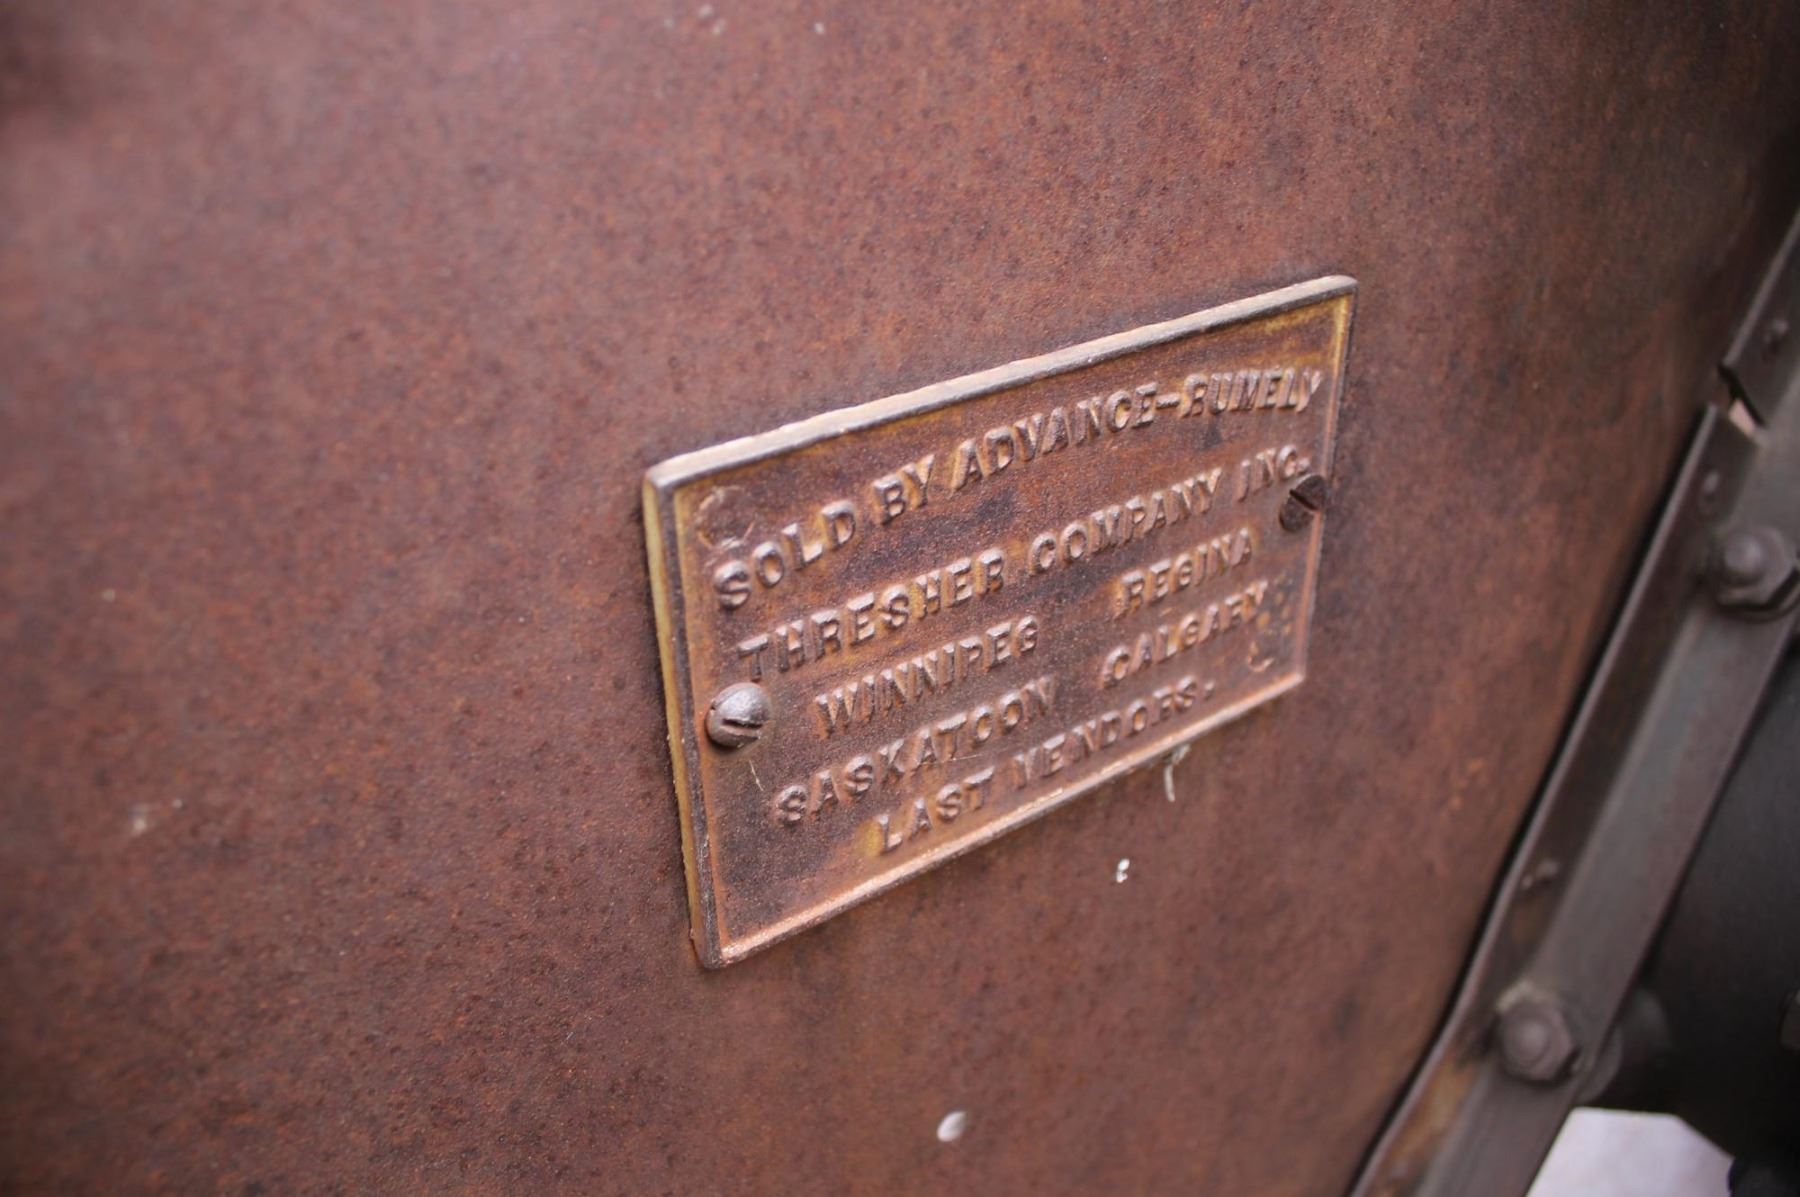 SOLD BY ADVANCE-RUMELY
THRESHER COMPANY INC.
WINNIPEG REGINA
SASKATOON CALGARY
LAST VENDORS.